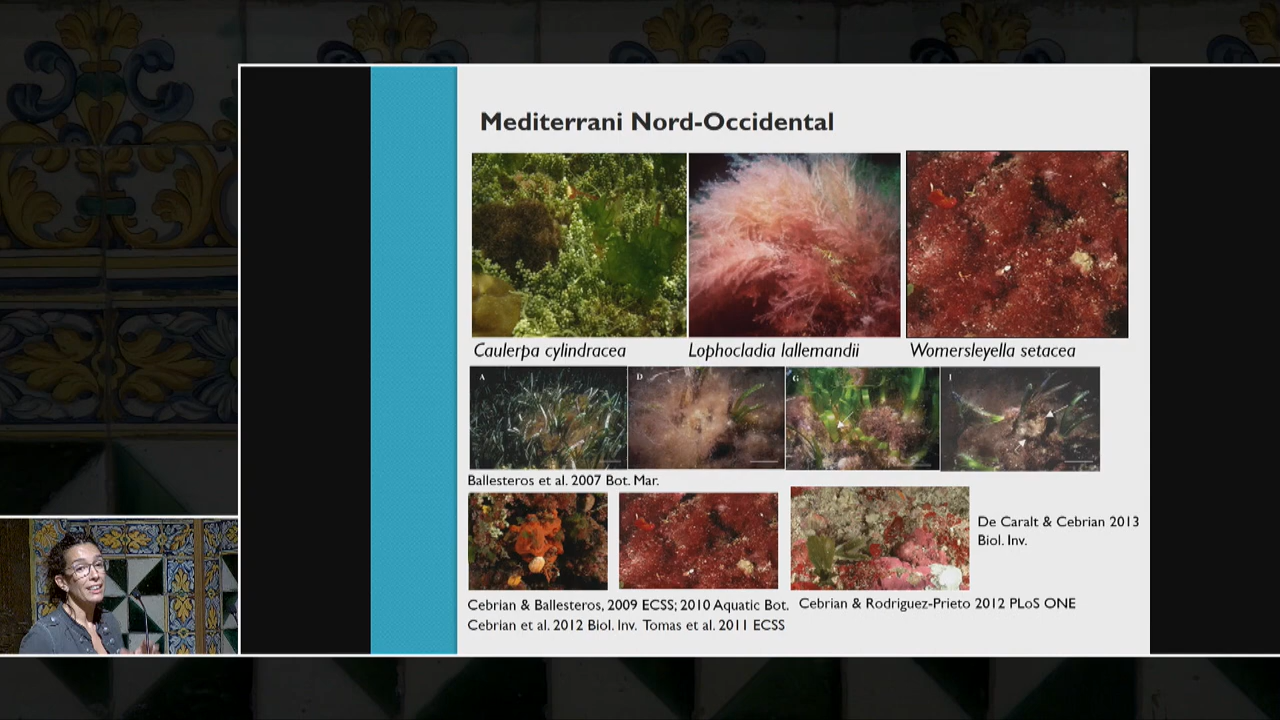 Mediterrani Nord-Occidental
Caulerpa cylindracea
Lophocladia lallemandii
Womersleyella setacea
A
D
G
J
Ballesteros et al. 2007 Bot. Mar.
De Caralt & Cebrian 2013
Biol. Inv.
Cebrian & Ballesteros, 2009 ECSS; 2010 Aquatic Bot.
Cebrian & Rodriguez-Prieto 2012 PLoS ONE
Cebrian et al. 2012 Biol. Inv. Tomas et al. 2011 ECSS